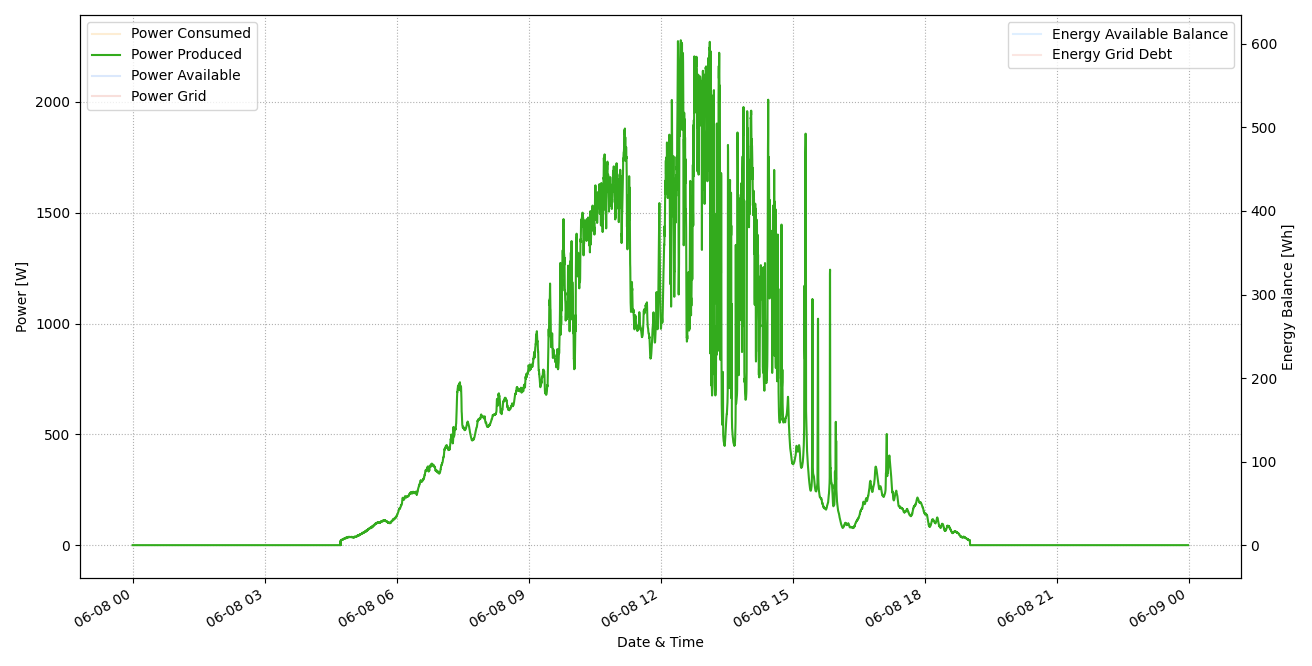 Power Consumed
Power Produced
Power Available
Power Grid
Energy Available Balance
Energy Grid Debt
Power [W]
2000
1500
1000
500
0
Energy Balance [Wh]
600
500
400
300
200
100
0
06-08 00
06-08 03
06-08 06
06-08 09
06-08 12
06-08 15
06-08 18
06-08 21
06-09 00
Date & Time